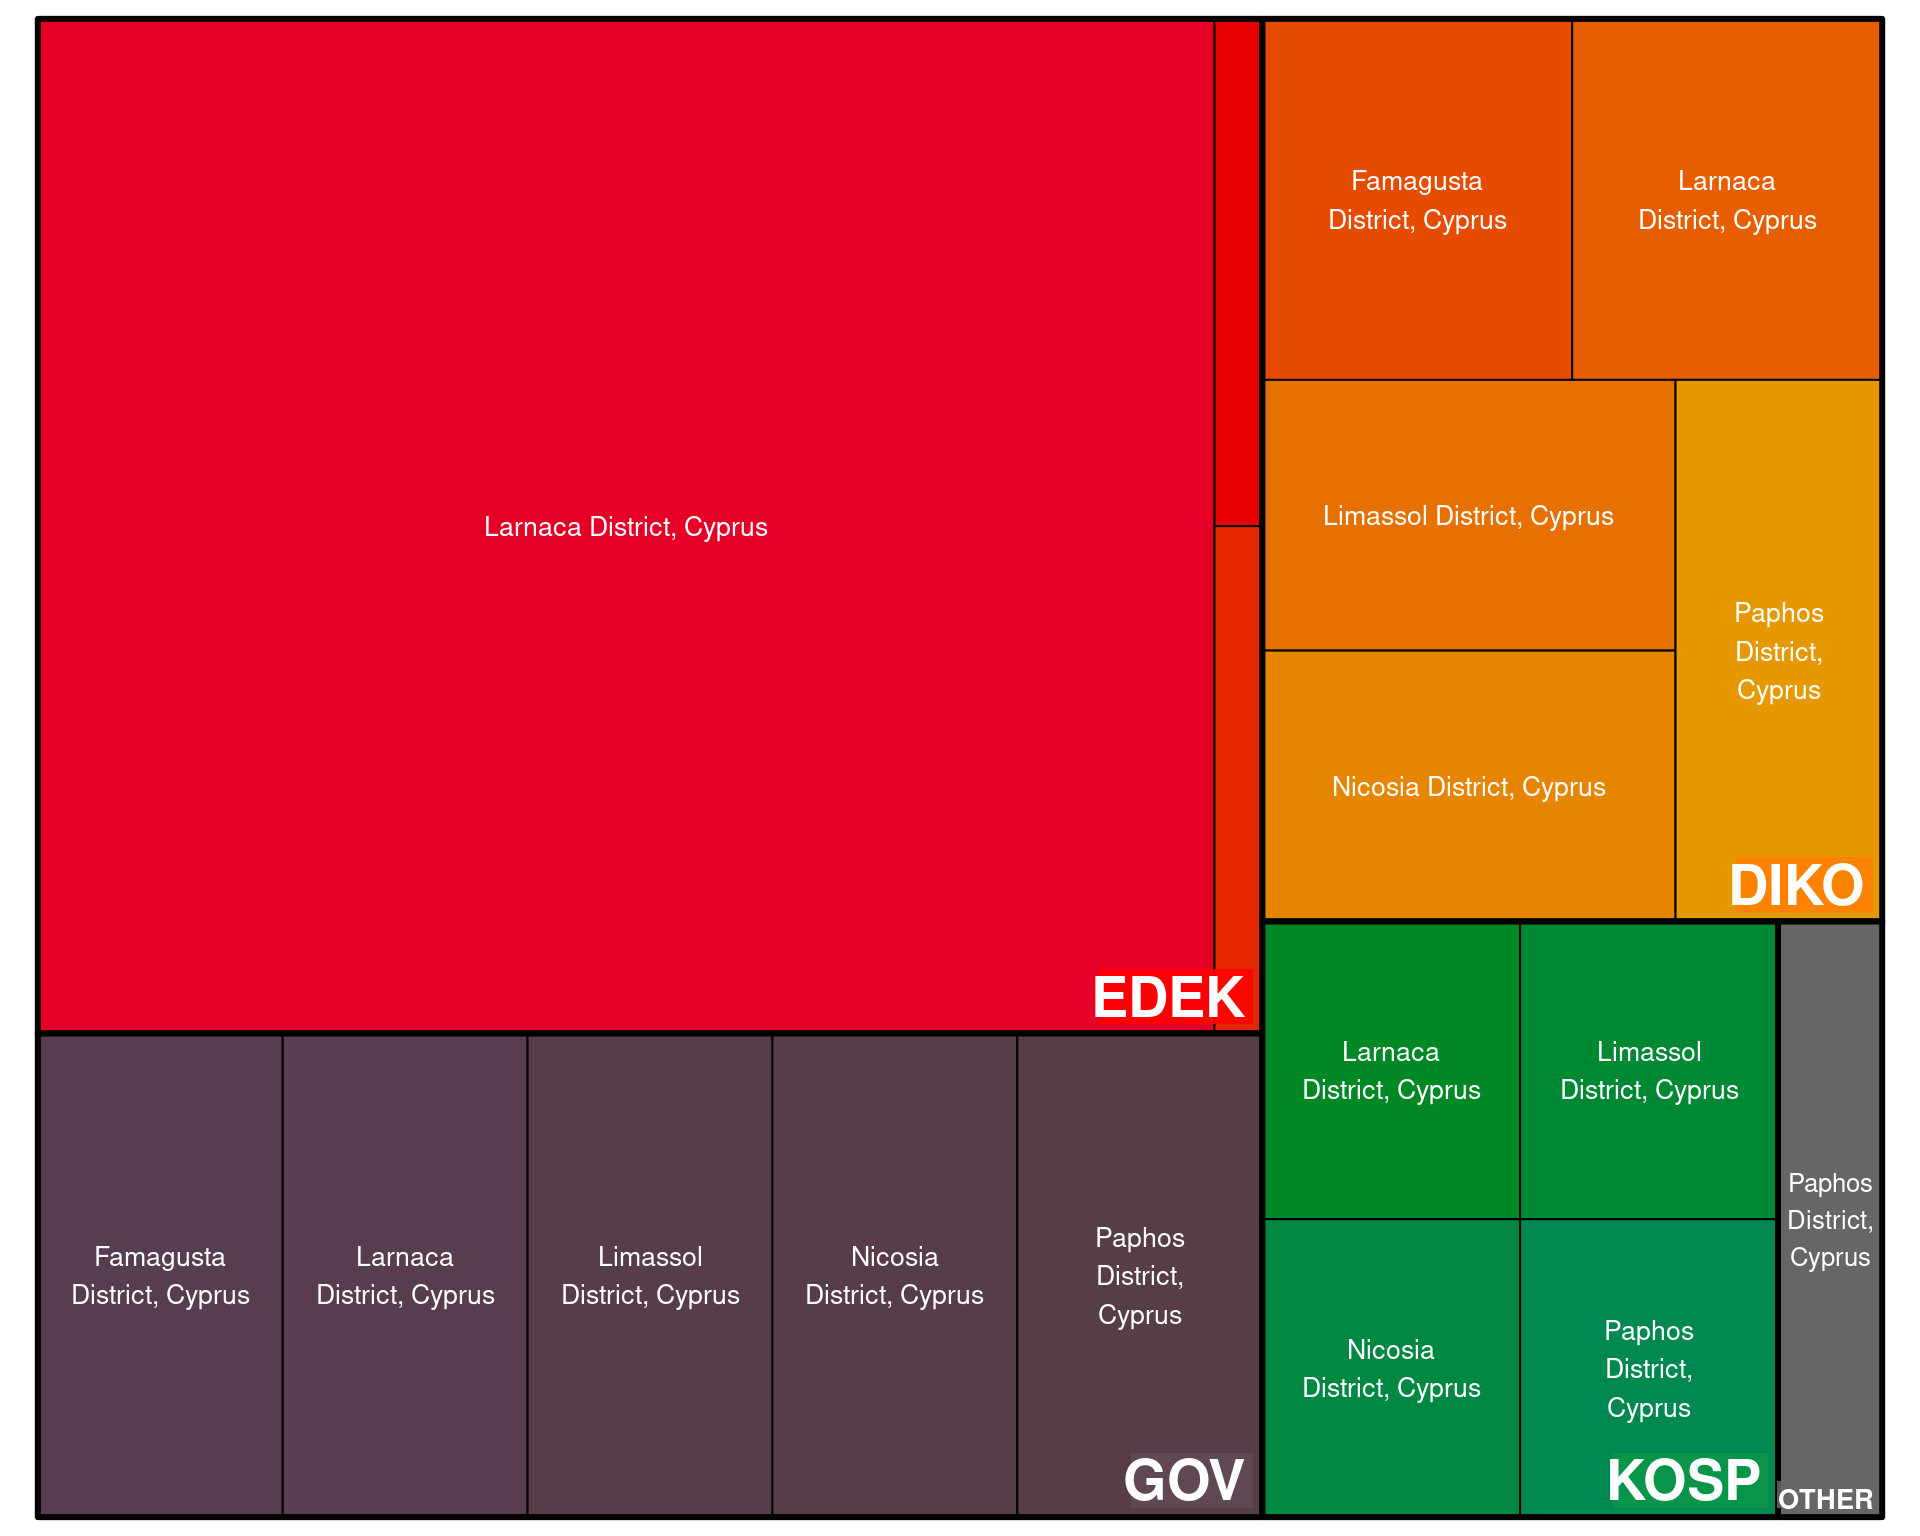 Larnaca District, Cyprus
EDEK
Famagusta
District, Cyprus
Larnaca
District, Cyprus
Limassol District, Cyprus
Nicosia District, Cyprus
Paphos
District,
Cyprus
DIKO
Famagusta
District, Cyprus
Larnaca
District, Cyprus
Limassol
District, Cyprus
Nicosia
District, Cyprus
Paphos
District,
Cyprus
GOV
Larnaca
District, Cyprus
Limassol
District, Cyprus
Nicosia
District, Cyprus
Paphos
District,
Cyprus
KOSP
Paphos
District,
Cyprus
OTHER